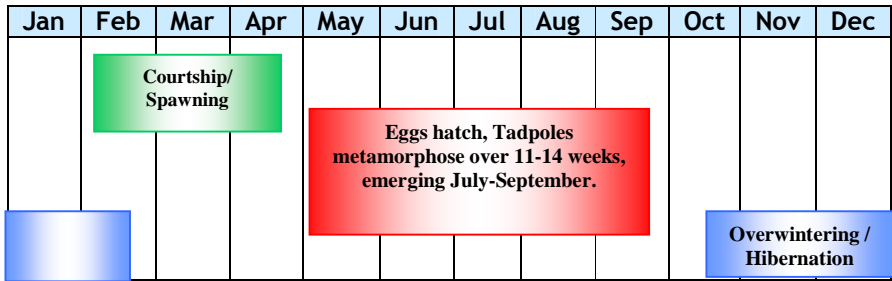 Jan Feb Mar Apr May Jun Jul Aug Sep Oct Nov Dec
Courtship/
Spawning
Eggs hatch, Tadpoles
metamorphose over 11-14 weeks,
emerging July-September.
Overwintering /
Hibernation